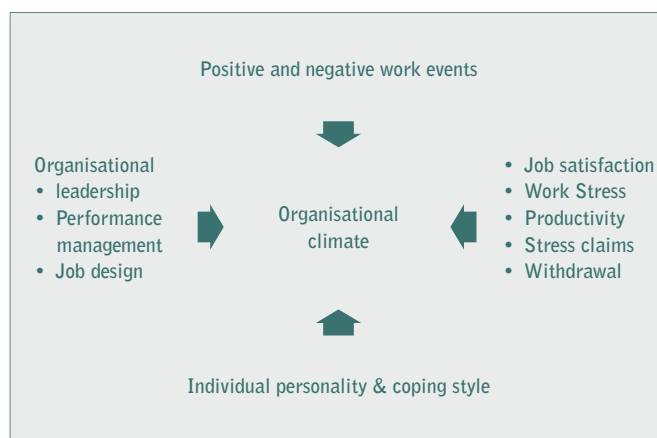 Positive and negative work events
Organisational
• leadership
• Performance
management
• Job design
Organisational
climate
• Job satisfaction
• Work Stress
• Productivity
• Stress claims
• Withdrawal
Individual personality & coping style